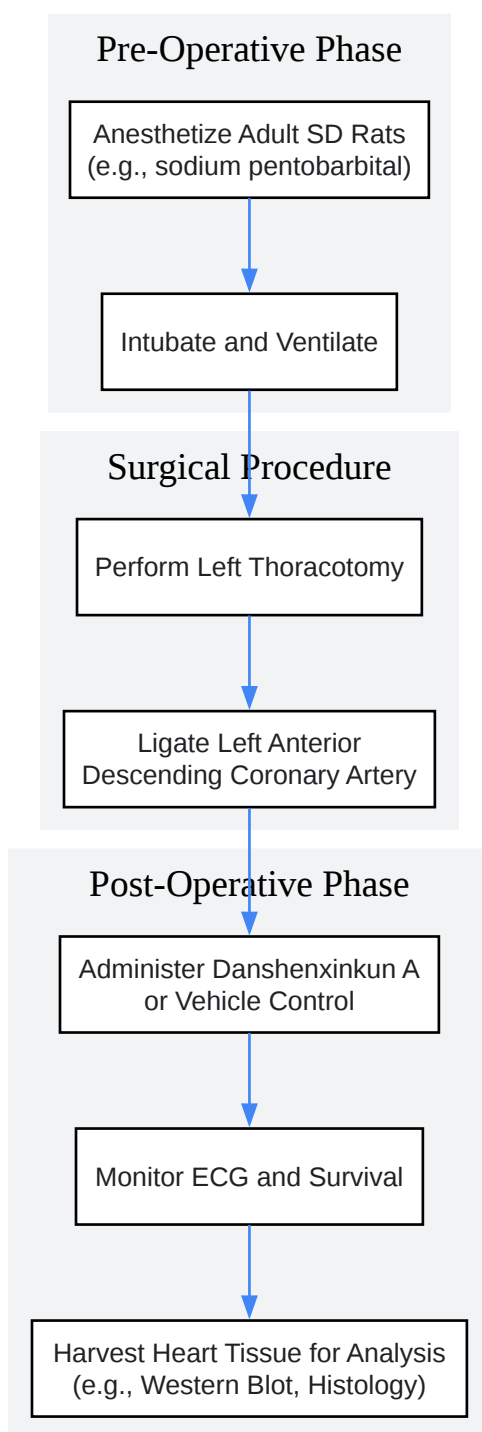 Pre-Operative Phase
Anesthetize Adult SD Rats
(e.g., sodium pentobarbital)
Intubate and Ventilate
Surgical Procedure
Perform Left Thoracotomy
Ligate Left Anterior
Descending Coronary Artery
Post-Operative Phase
Administer Danshenxinkun A
or Vehicle Control
Monitor ECG and Survival
Harvest Heart Tissue for Analysis
(e.g., Western Blot, Histology)